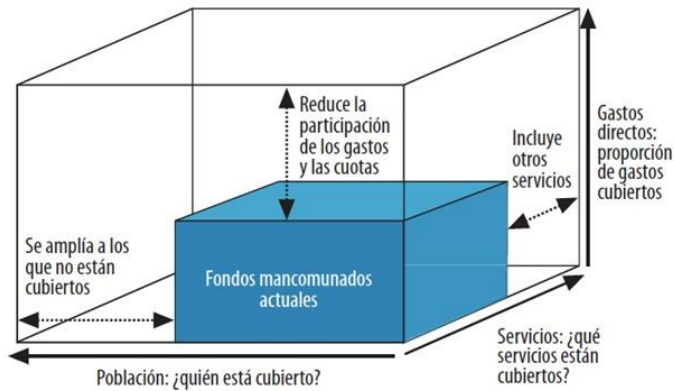 Reduce la
participación
de los gastos
y las cuotas
Incluye
otros
servicios
Gastos
directos:
proporción
de gastos
cubiertos
Se amplía a los
que no están
cubiertos
Fondos mancomunados
actuales
Servicios: ¿qué
servicios están
cubiertos?
Población: ¿quién está cubierto?